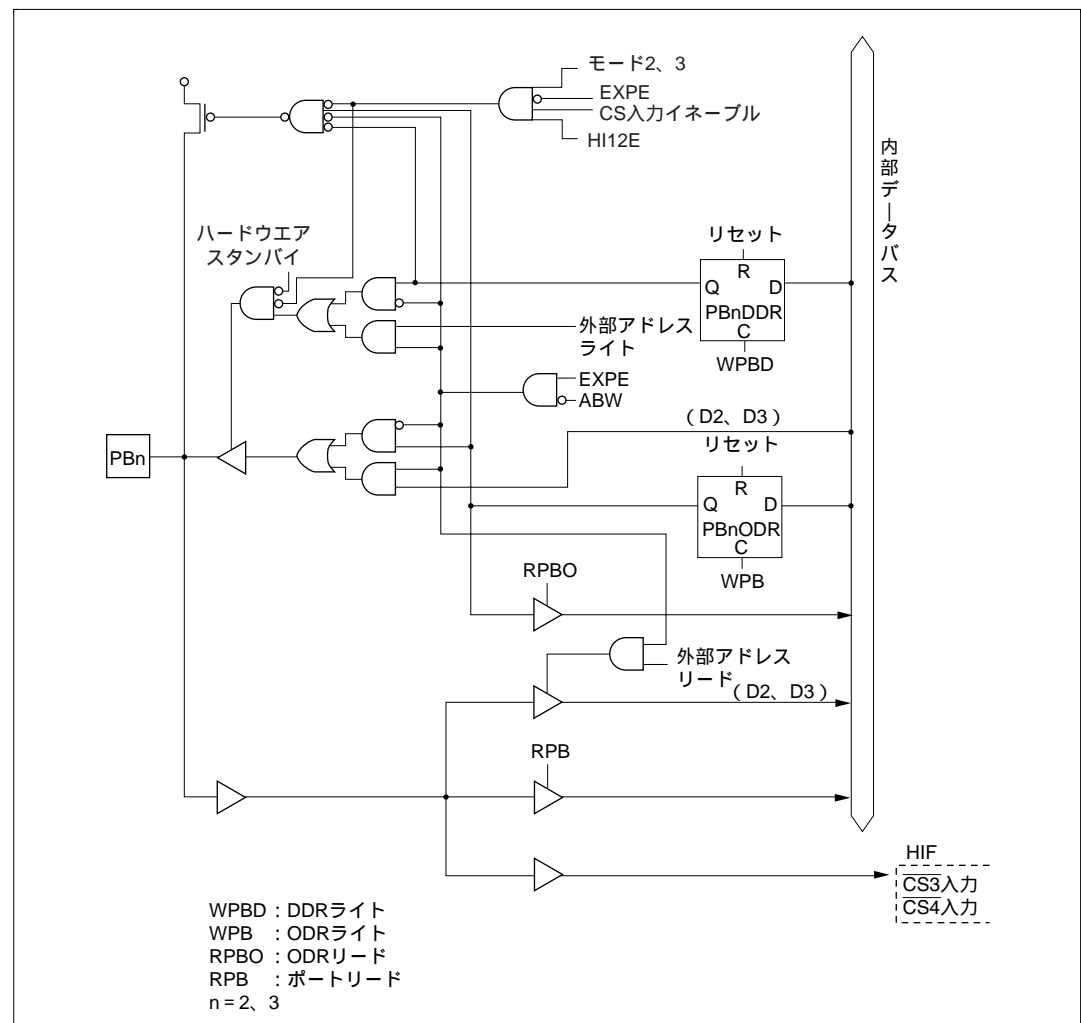 モード2、3
EXPE
CS入力イネーブル
HI12E
内部データバス
ハードウエア
スタンバイ
リセット
R
Q D
PBnDDR
C
WPBD
外部アドレス
ライト
EXPE
ABW
(D2、D3)
リセット
R
Q D
PBnODR
C
WPB
PBn
RPBO
外部アドレス
リード
(D2、D3)
RPB
HIF
CS3入力
CS4入力
WPBD : DDRライト
WPB : ODRライト
RPBO : ODRリード
RPB : ポートリード
n = 2、3